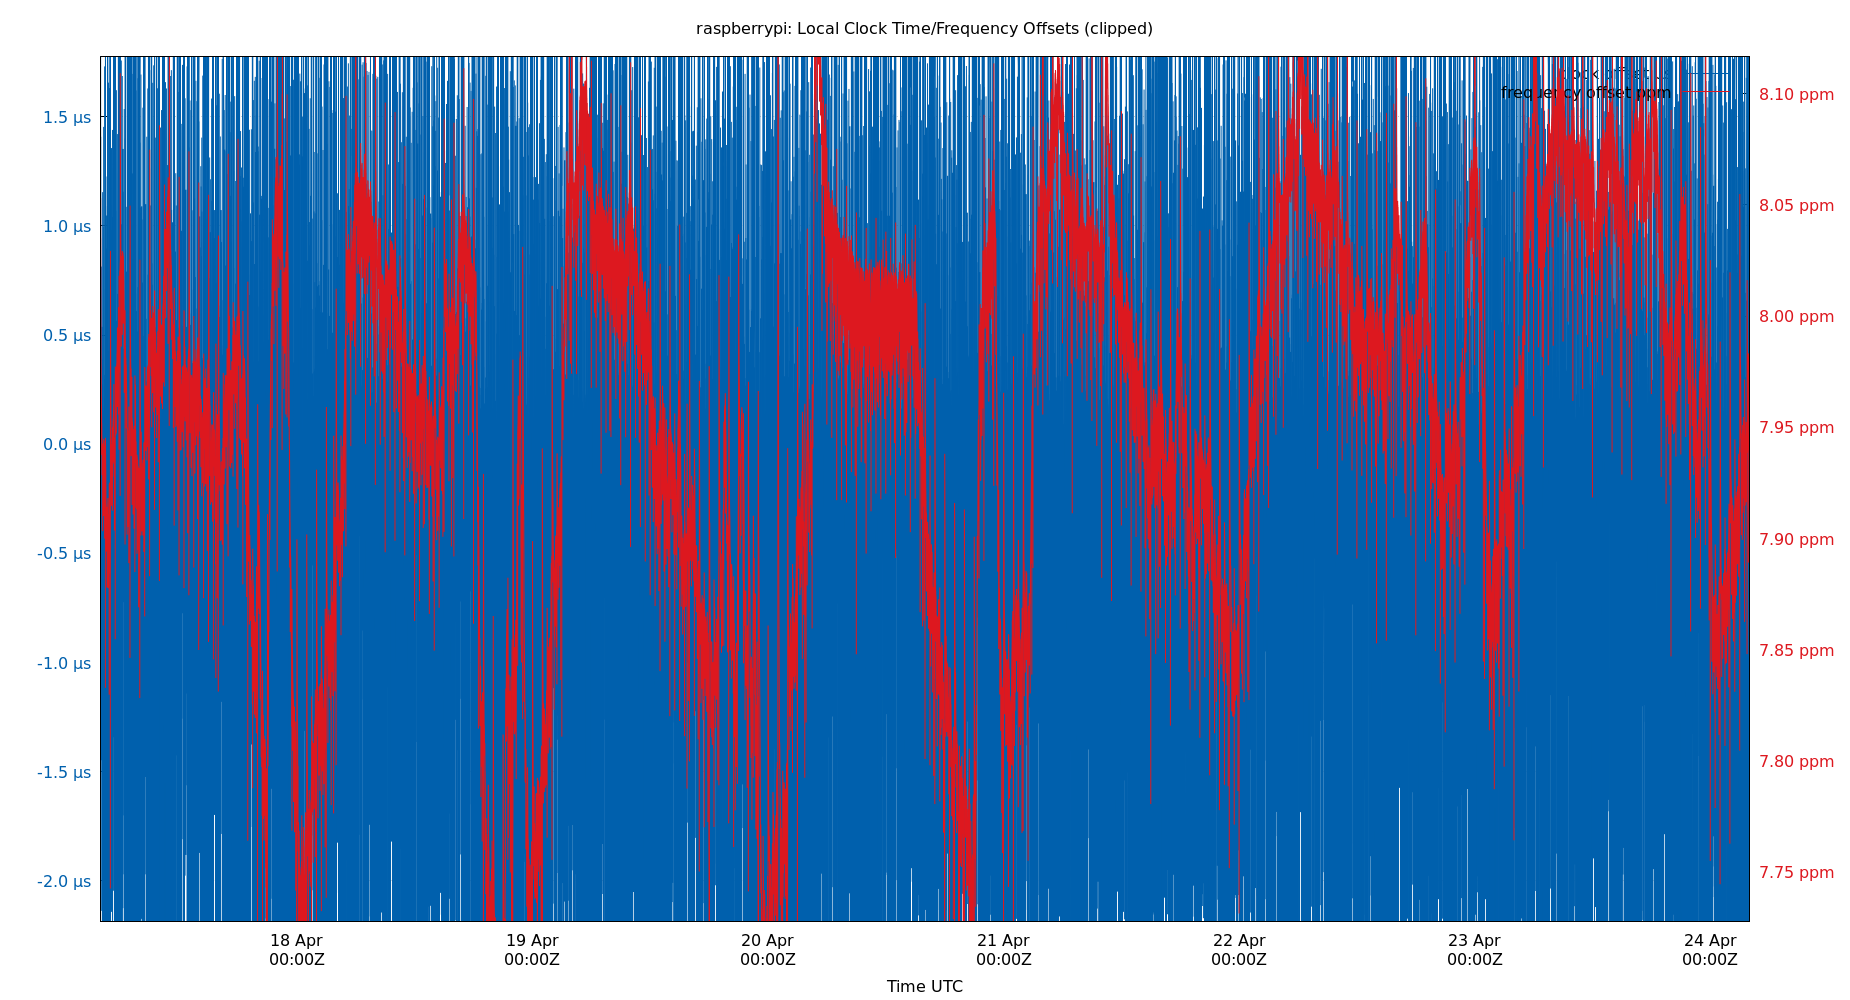 raspberrypi: Local Clock Time/Frequency Offsets (clipped)
clock offset
frequency offset ppm
1.5 µs
1.0 µs
0.5 µs
0.0 µs
-0.5 µs
-1.0 µs
-1.5 µs
-2.0 µs
8.10 ppm
8.05 ppm
8.00 ppm
7.95 ppm
7.90 ppm
7.85 ppm
7.80 ppm
7.75 ppm
18 Apr
00:00Z
19 Apr
00:00Z
20 Apr
00:00Z
21 Apr
00:00Z
22 Apr
00:00Z
23 Apr
00:00Z
24 Apr
00:00Z
Time UTC